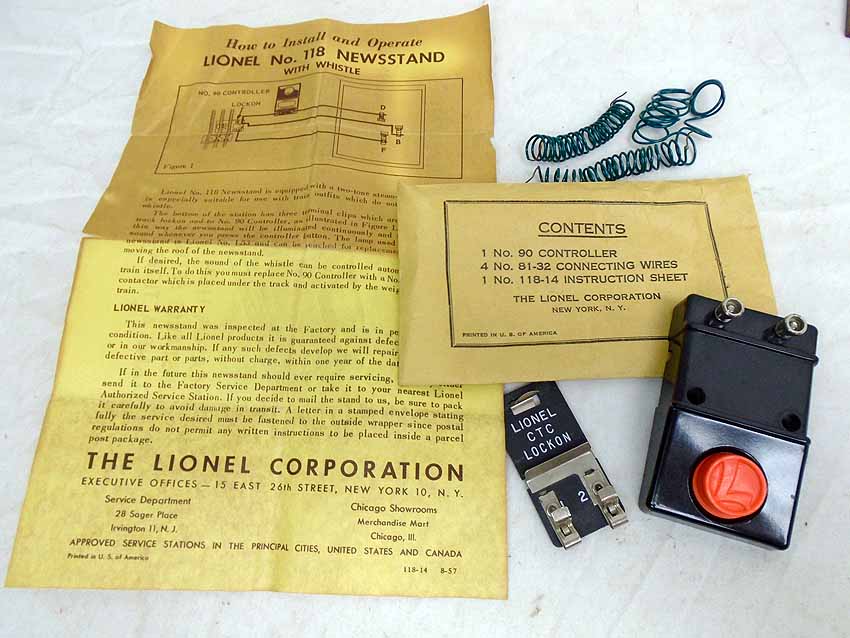 How to Install and Operate
LIONEL No. 118 NEWSSTAND
WITH WHISTLE
NO. 90 CONTROLLER
LOCKON
D
B
F
Figure 1
Lionel No. 118 Newsstand is equipped with a two-tone steam
is especially suitable for use with train outfits which do not
whistle.
The bottom of the station has three terminal clips which are
track lockon and to No. 90 Controller, as illustrated in Figure 1.
this way the newsstand will be illuminated continuously and
sound whenever you press the controller button. The lamp used
newsstand is Lionel No. L53 and can be reached for replacement
moving the roof of the newsstand.
If desired, the sound of the whistle can be controlled auto
train itself. To do this you must replace No. 90 Controller with a No.
contactor which is placed under the track and activated by the weig
train.
LIONEL WARRANTY
This newsstand was inspected at the Factory and is in pe
condition. Like all Lionel products it is guaranteed against defec
or in our workmanship. If any such defects develop we will repair
defective part or parts, without charge, within one year of the da
If in the future this newsstand should ever require servicing,
send it to the Factory Service Department or take it to your nearest Lionel
Authorized Service Station. If you decide to mail the stand to us, be sure to pack
it carefully to avoid damage in transit. A letter in a stamped envelope stating
fully the service desired must be fastened to the outside wrapper since postal
regulations do not permit any written instructions to be placed inside a parcel
post package.
THE LIONEL CORPORATION
EXECUTIVE OFFICES — 15 EAST 26th STREET, NEW YORK 10, N. Y.
Service Department
28 Sager Place
Irvington 11, N. J.
Chicago Showrooms
Merchandise Mart
Chicago, Ill.
APPROVED SERVICE STATIONS IN THE PRINCIPAL CITIES, UNITED STATES AND CANADA
Printed in U. S. of America
118-14 8-57
CONTENTS
1 No. 90 CONTROLLER
4 No. 81-32 CONNECTING WIRES
1 No. 118-14 INSTRUCTION SHEET
THE LIONEL CORPORATION
NEW YORK, N. Y.
PRINTED IN U. S. OF AMERICA
LIONEL
CTC
LOCKON
1 2
L